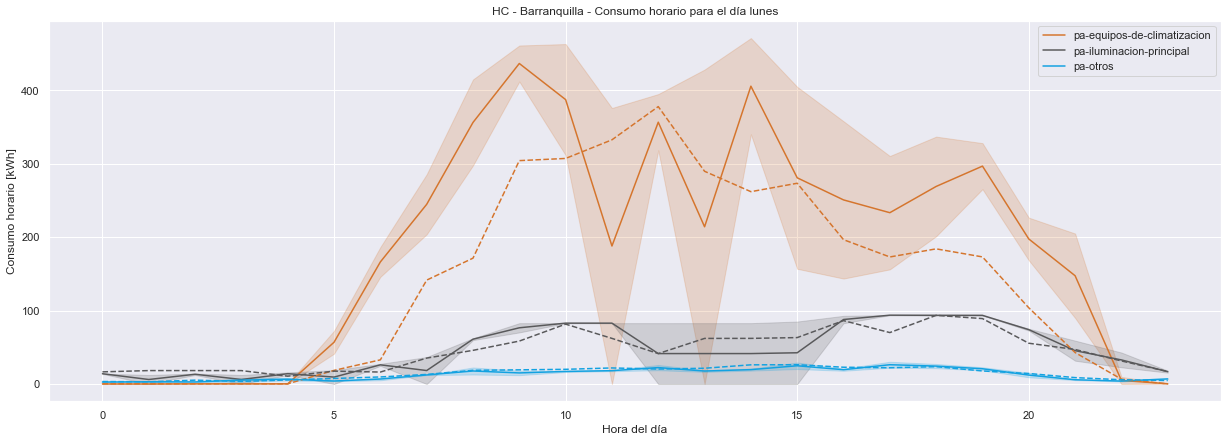 HC - Barranquilla - Consumo horario para el día lunes
pa-equipos-de-climatizacion
pa-iluminacion-principal
pa-otros
Consumo horario [kWh]
400
300
200
100
0
0 5 10 15 20
Hora del día